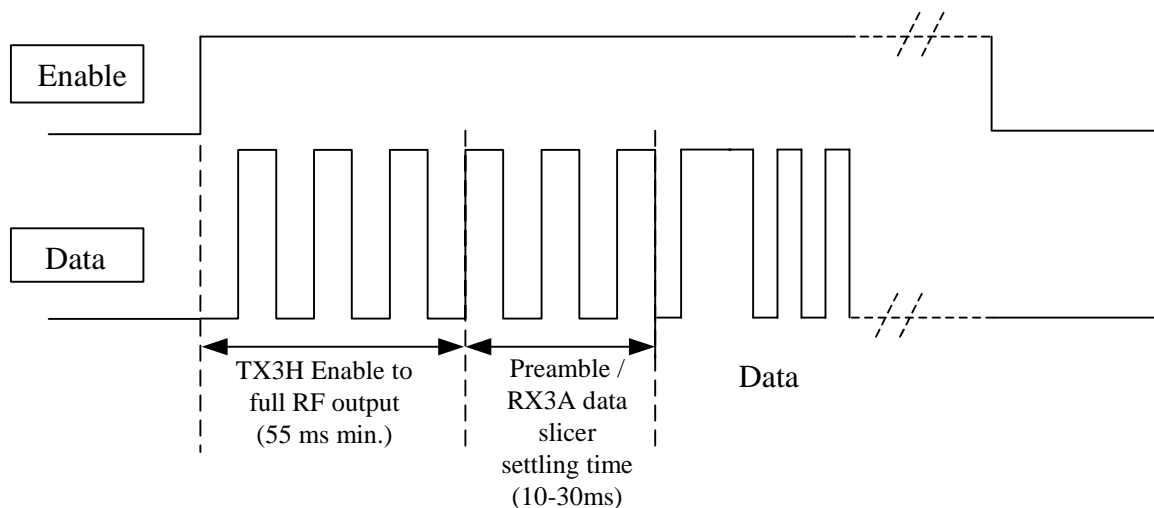 Enable
Data
TX3H Enable to
full RF output
(55 ms min.)
Preamble /
RX3A data
slicer
settling time
(10-30ms)
Data